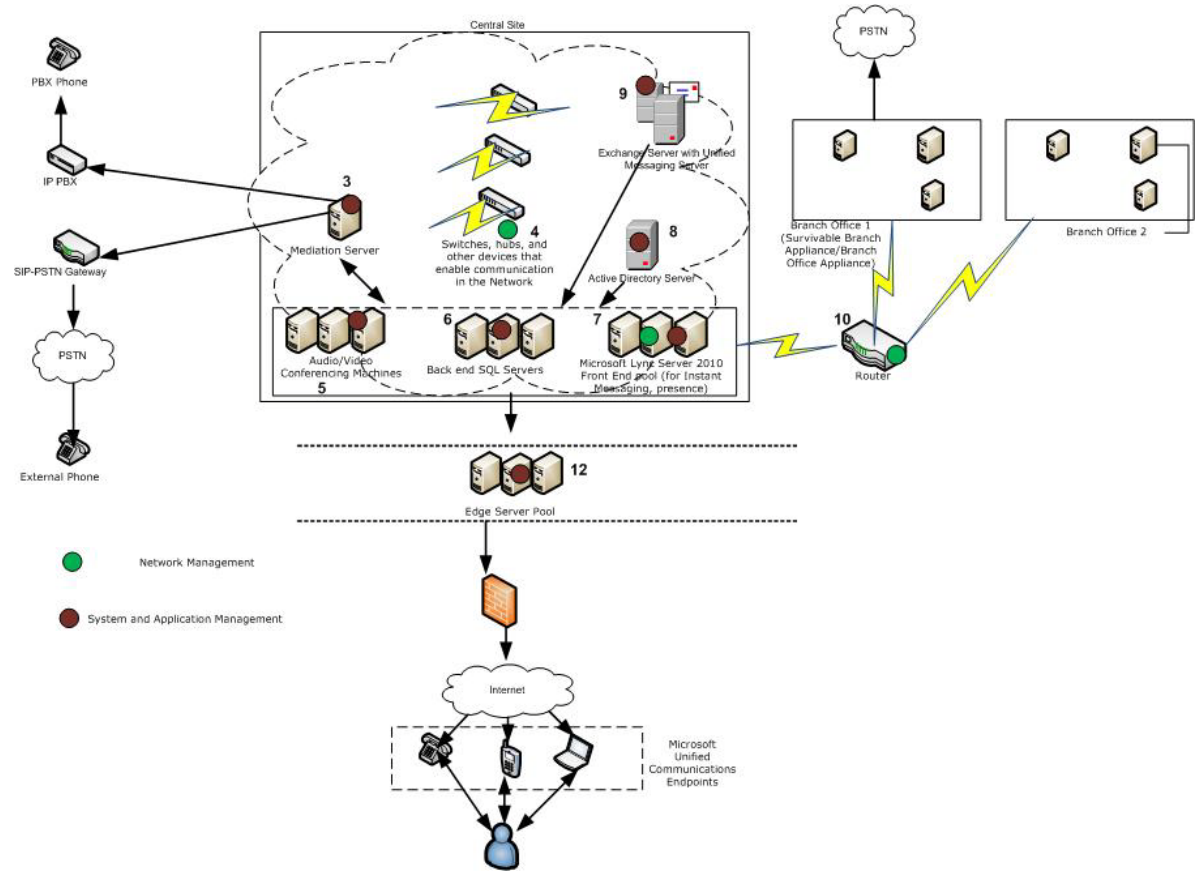 Central Site
PSTN
PBX Phone
9
Exchange Server with Unified
Messaging Server
IP PBX
3
Mediation Server
4
Switches, hubs, and
other devices that
enable communication
in the Network
8
Active Directory Server
Branch Office 1
(Survivable Branch
Appliance/Branch
Office Appliance)
Branch Office 2
SIP-PSTN Gateway
6
7
10
PSTN
Audio/Video
Conferencing Machines
5
Back end SQL Servers
Microsoft Lync Server 2010
Front End pool (for Instant
Messaging, presence)
Router
External Phone
12
Edge Server Pool
Network Management
System and Application Management
Internet
Microsoft
Unified
Communications
Endpoints